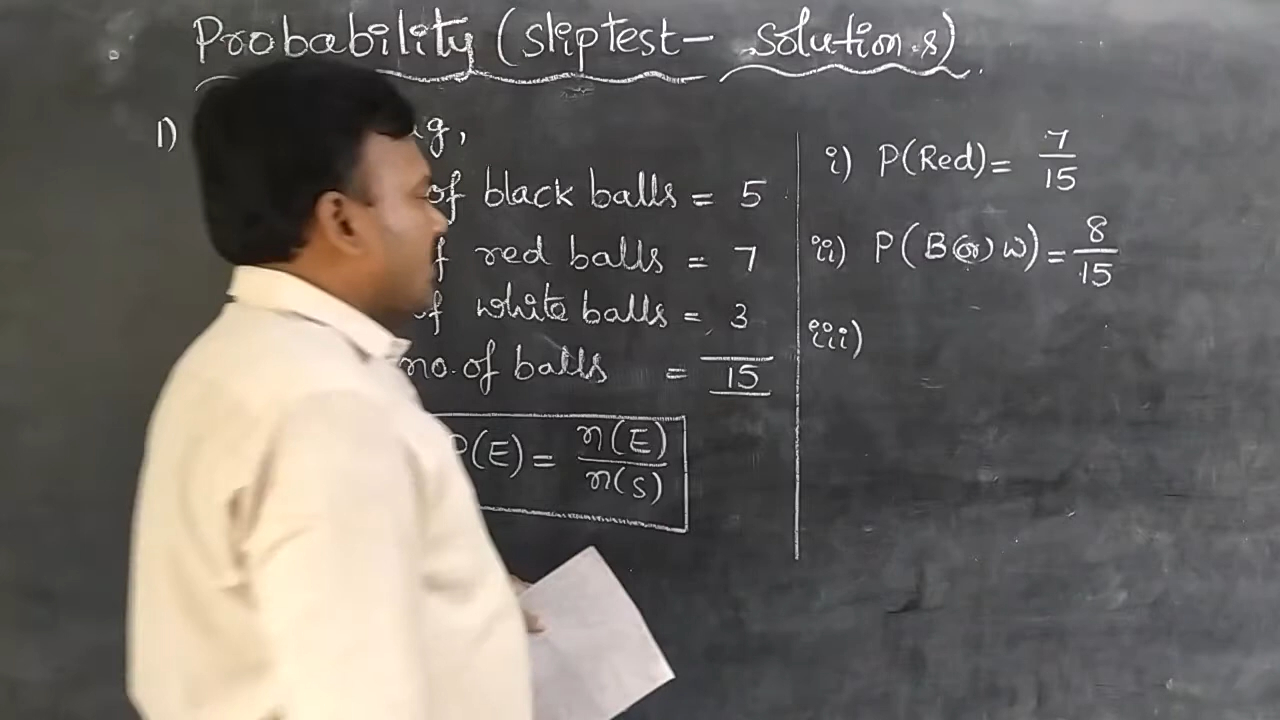 Probability (sliptest- solutions)
1)
of black balls = 5
red balls = 7
white balls = 3
no. of balls = 15
P(E) = n(E)/n(S)
i) P(Red) = 7/15
ii) P(B (or) W) = 8/15
iii)